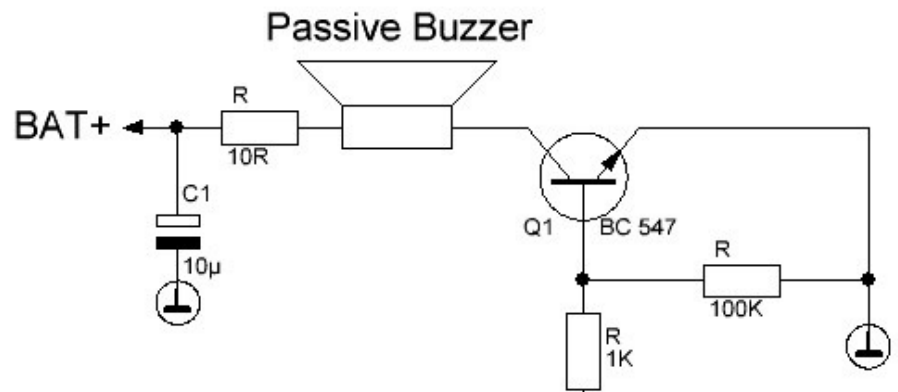 Passive Buzzer
BAT+
R
10R
C1
10µ
Q1
BC 547
R
100K
R
1K